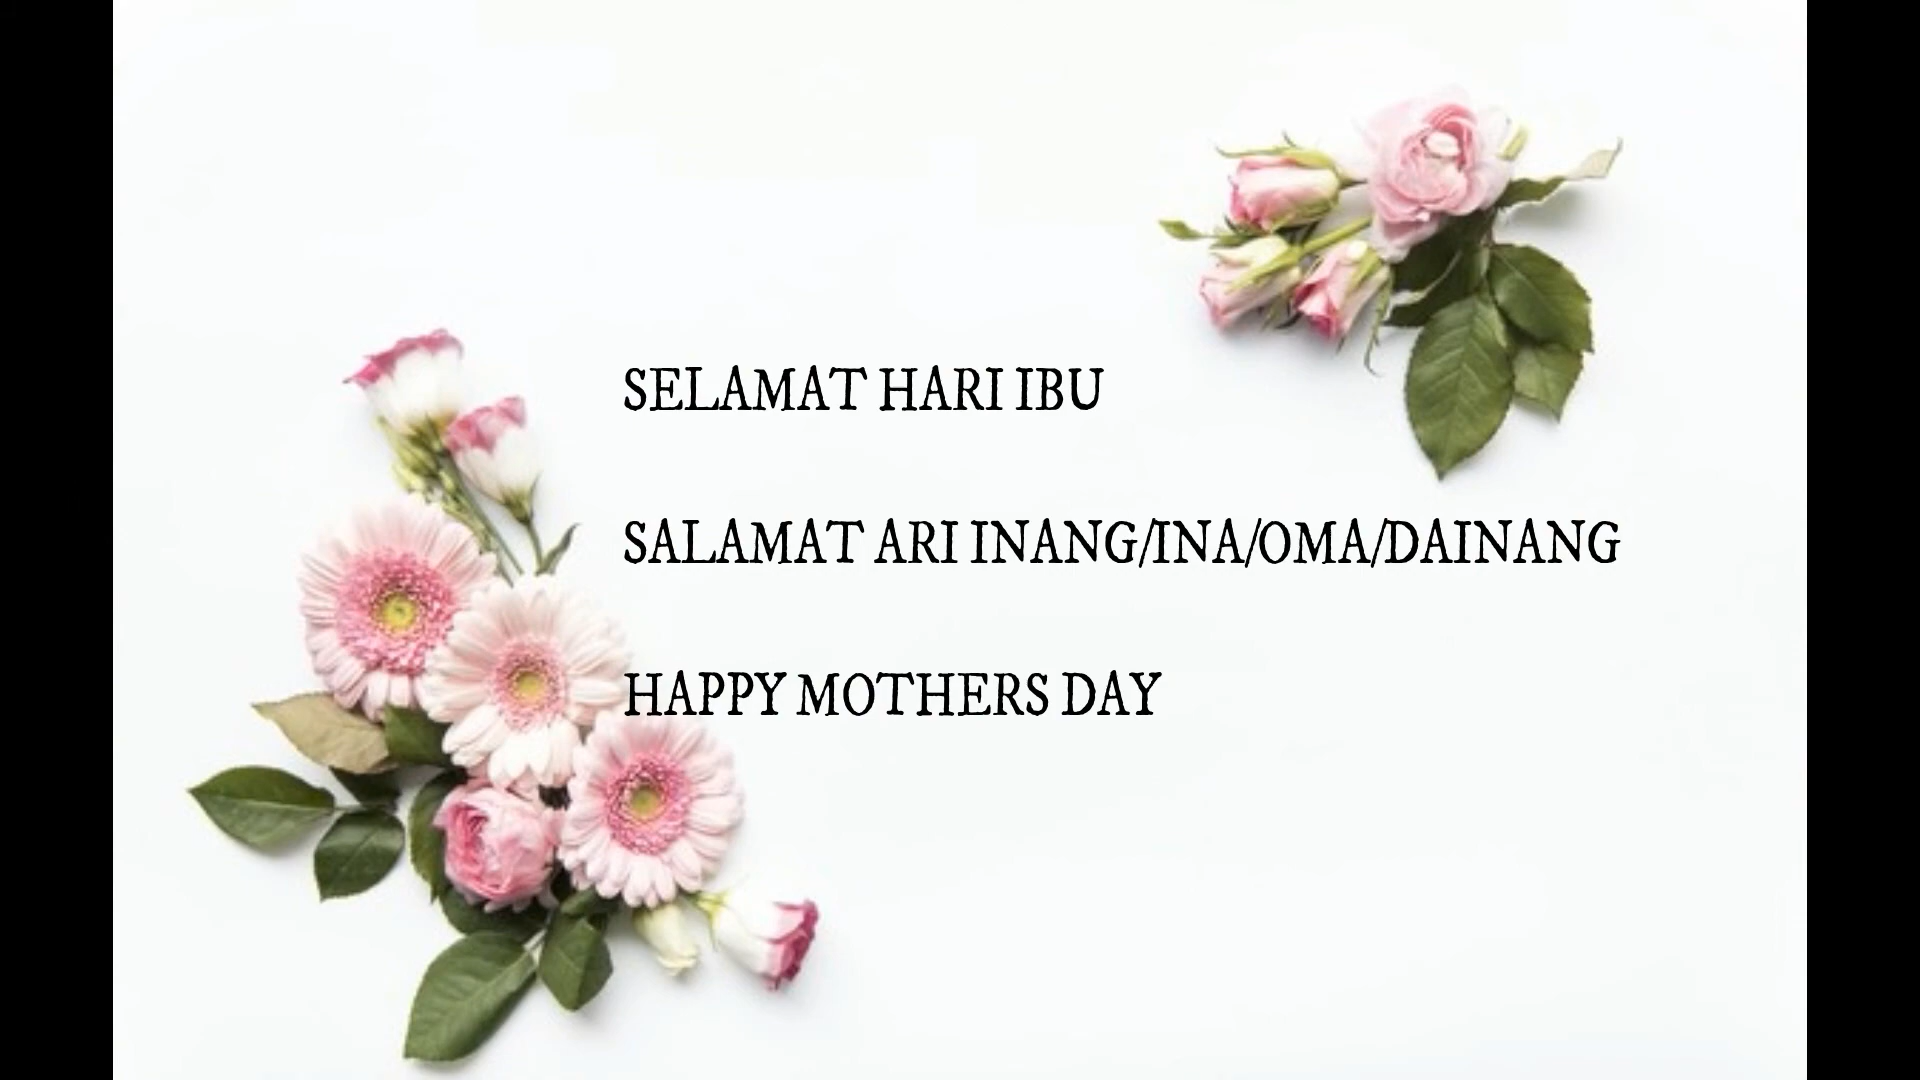 SELAMAT HARI IBU
SALAMAT ARI INANG/INA/OMA/DAINANG
HAPPY MOTHERS DAY